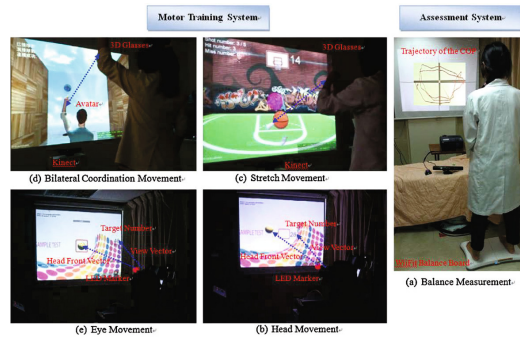 Motor Training System
Assessment System
3D Glasses
Avatar
Kinect
(d) Bilateral Coordination Movement
3D Glasses
14
Kinect
(c) Stretch Movement
Trajectory of the COP
WiiFit Balance Board
(a) Balance Measurement
Target Number
View Vector
Head Front Vector
LED Marker
(e) Eye Movement
Target Number
View Vector
Head Front Vector
LED Marker
(b) Head Movement